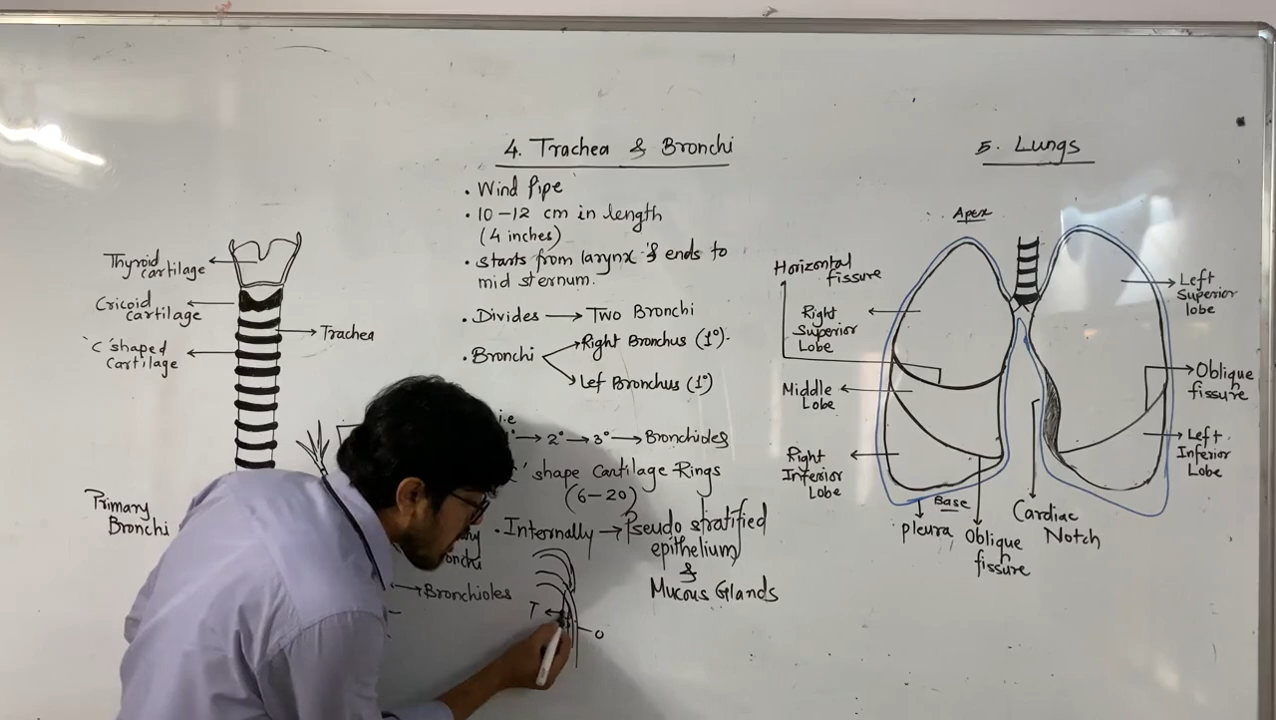 4. Trachea & Bronchi
. Wind Pipe
. 10-12 cm in length
(4 inches)
. starts from larynx & ends to
mid sternum.
. Divides → Two Bronchi
. Bronchi
Right Bronchus (1°).
Lef Bronchus (1°)
i.e
→ 2° → 3° → Bronchioles
' shape Cartilage Rings
(6-20)
. Internally → Pseudo stratified
epithelium
&
Mucous Glands
T
O
Thyroid
cartilage
Cricoid
cartilage
'C' shaped
Cartilage
Trachea
Primary
Bronchi
→ Bronchioles
5. Lungs
Apex
Horizontal
fissure
Right
Superior
Lobe
Middle
Lobe
Right
Inferior
Lobe
Base
Pleura
Oblique
fissure
Cardiac
Notch
Left
Superior
lobe
Oblique
fissure
Left
Inferior
Lobe